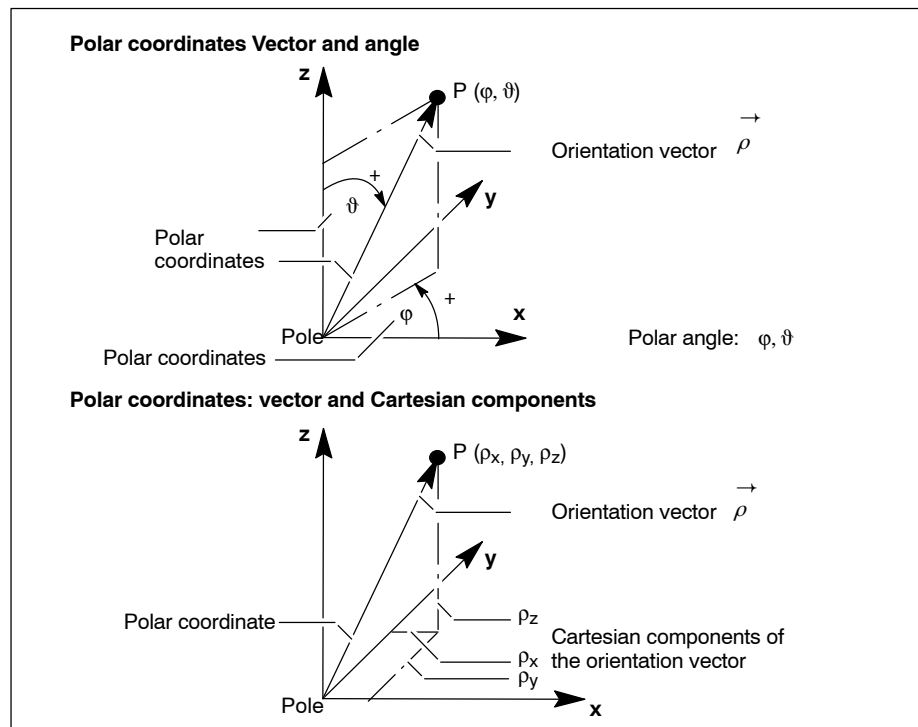 Polar coordinates Vector and angle
z
P (φ, ϑ)
Orientation vector ρ→
+
y
ϑ
Polar
coordinates
φ
+
x
Pole
Polar coordinates
Polar angle: φ, ϑ
Polar coordinates: vector and Cartesian components
z
P (ρx, ρy, ρz)
Orientation vector ρ→
y
Polar coordinate
ρz
Cartesian components of
the orientation vector
ρx
ρy
Pole
x